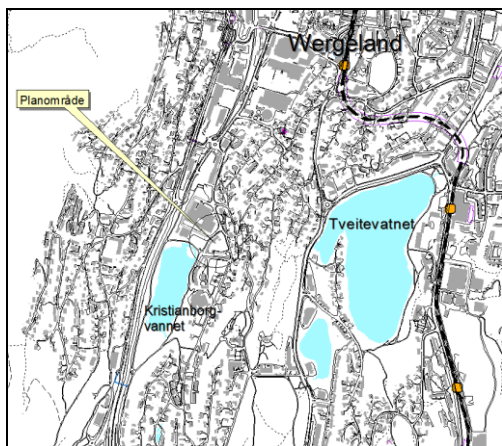 Wergeland
Planområde
Tveitevatnet
Kristianborg-
vannet